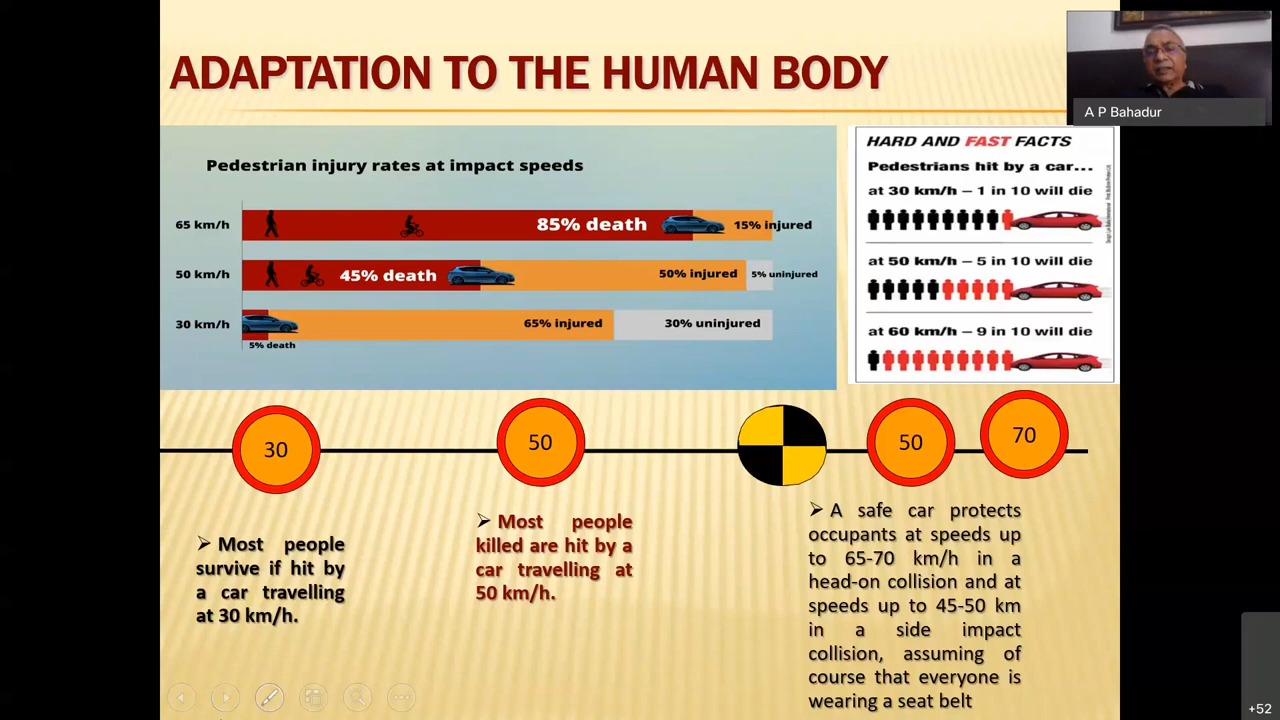 ADAPTATION TO THE HUMAN BODY
A P Bahadur
Pedestrian injury rates at impact speeds
65 km/h
85% death
15% injured
50 km/h
45% death
50% injured
5% uninjured
30 km/h
65% injured
30% uninjured
5% death
HARD AND FAST FACTS
Pedestrians hit by a car...
at 30 km/h – 1 in 10 will die
at 50 km/h – 5 in 10 will die
at 60 km/h – 9 in 10 will die
30
50
50
70
➢ Most people
survive if hit by
a car travelling
at 30 km/h.
➢ Most people
killed are hit by a
car travelling at
50 km/h.
➢ A safe car protects
occupants at speeds up
to 65-70 km/h in a
head-on collision and at
speeds up to 45-50 km
in a side impact
collision, assuming of
course that everyone is
wearing a seat belt
+52